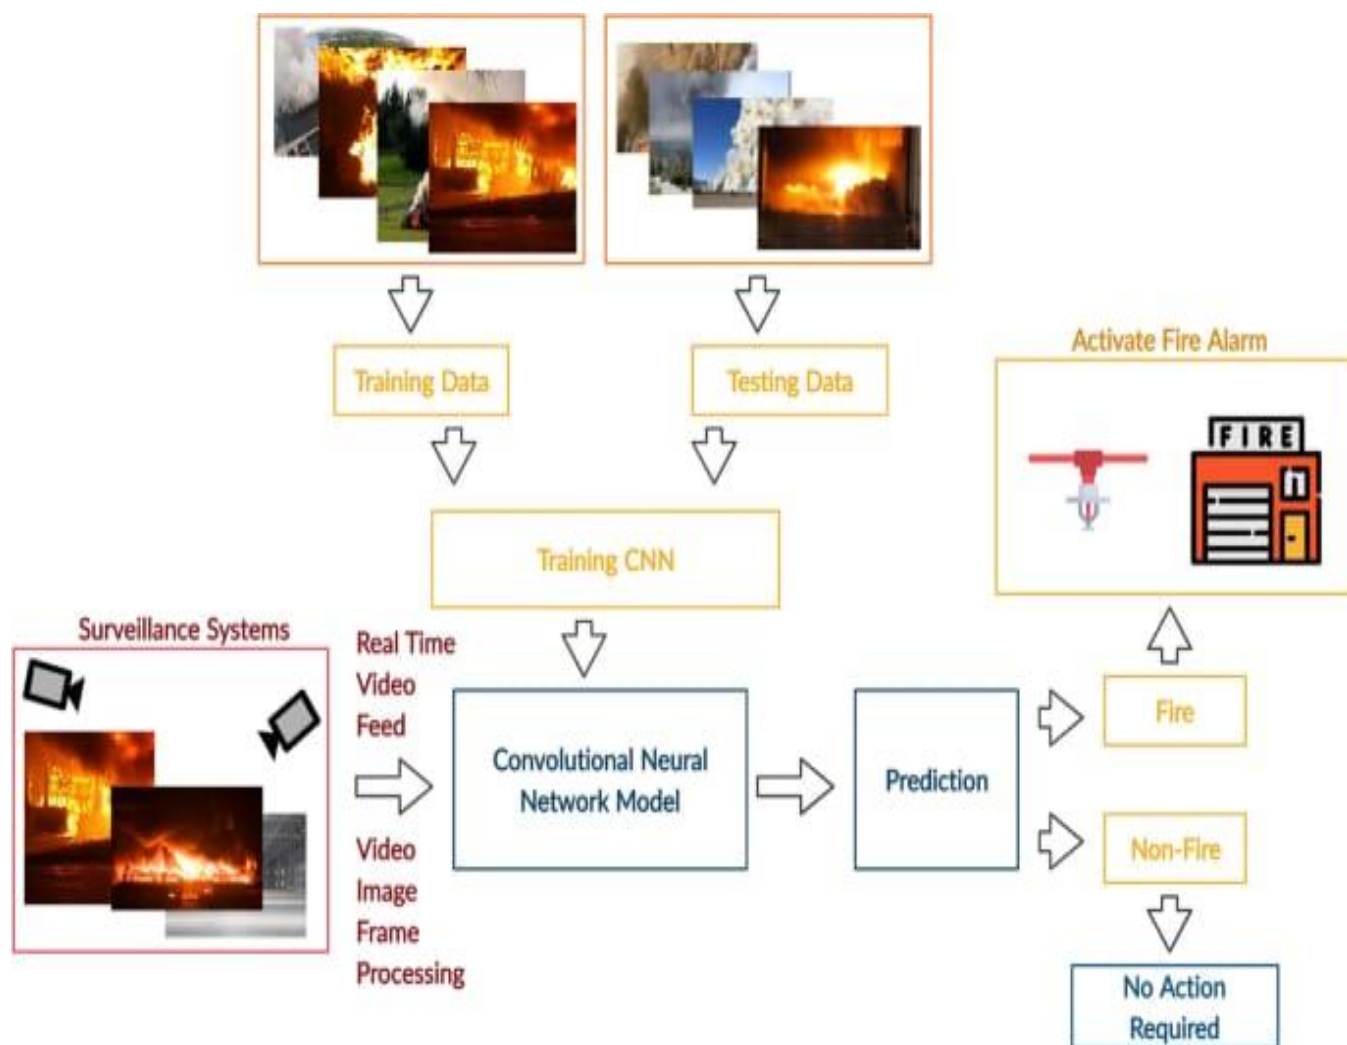 Training Data
Testing Data
Activate Fire Alarm
FIRE
Training CNN
Surveillance Systems
Real Time
Video
Feed
Video
Image
Frame
Processing
Convolutional Neural
Network Model
Prediction
Fire
Non-Fire
No Action
Required